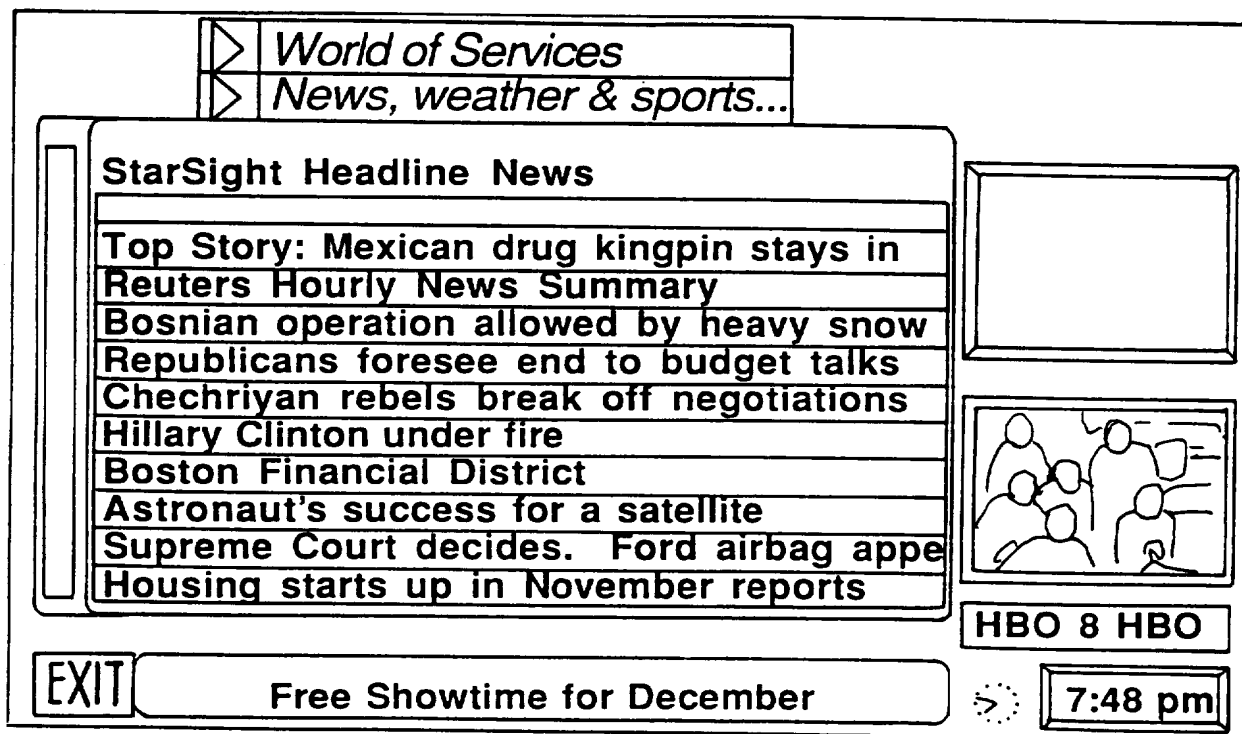 World of Services
News, weather & sports...
StarSight Headline News
Top Story: Mexican drug kingpin stays in
Reuters Hourly News Summary
Bosnian operation allowed by heavy snow
Republicans foresee end to budget talks
Chechriyan rebels break off negotiations
Hillary Clinton under fire
Boston Financial District
Astronaut's success for a satellite
Supreme Court decides. Ford airbag appe
Housing starts up in November reports
HBO 8 HBO
EXIT
Free Showtime for December
7:48 pm